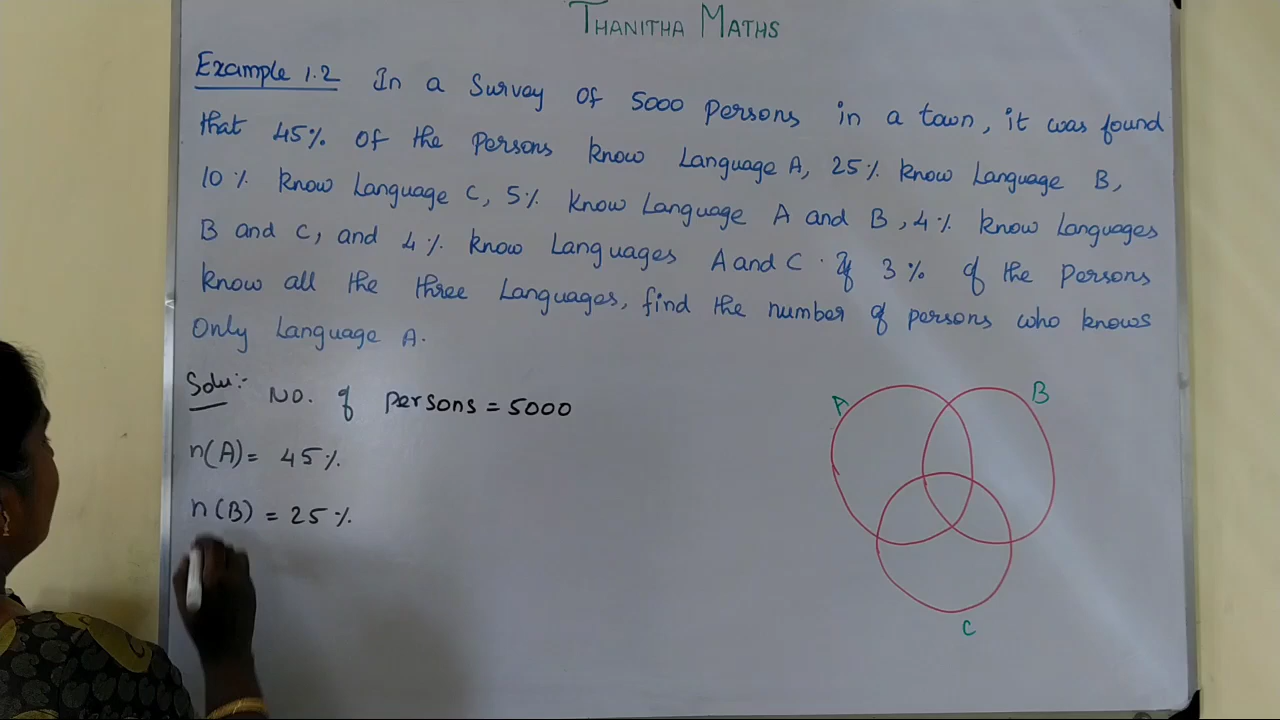 THANITHA MATHS
Example 1.2 In a Survey of 5000 persons in a town, it was found
that 45% of the persons know Language A, 25% know Language B,
10% know Language C, 5% know Language A and B, 4% know Languages
B and C, and 4% know Languages A and C. If 3% of the persons
know all the three Languages, find the number of persons who knows
Only Language A.
Solu:- No. of persons = 5000
n(A) = 45%
n(B) = 25%
A
B
C